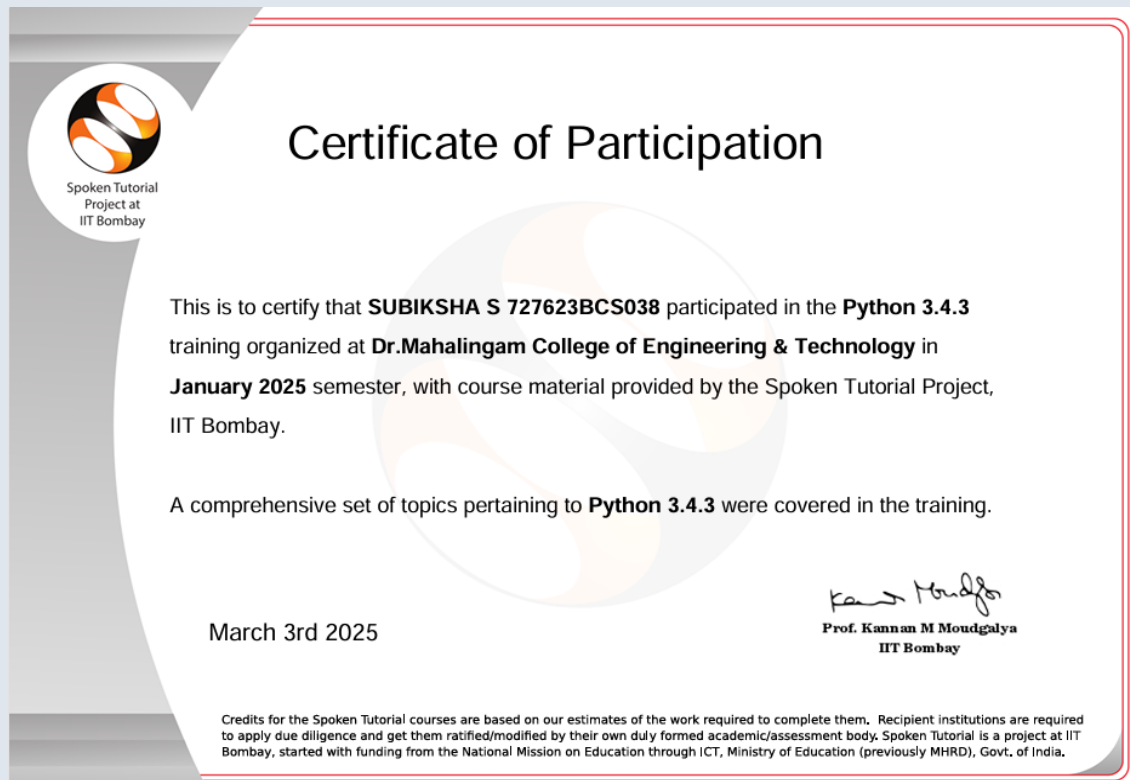 Spoken Tutorial
Project at
IIT Bombay
Certificate of Participation
This is to certify that SUBIKSHA S 727623BCS038 participated in the Python 3.4.3
training organized at Dr.Mahalingam College of Engineering & Technology in
January 2025 semester, with course material provided by the Spoken Tutorial Project,
IIT Bombay.
A comprehensive set of topics pertaining to Python 3.4.3 were covered in the training.
March 3rd 2025
Kannan Moudgalya
Prof. Kannan M Moudgalya
IIT Bombay
Credits for the Spoken Tutorial courses are based on our estimates of the work required to complete them. Recipient institutions are required
to apply due diligence and get them ratified/modified by their own duly formed academic/assessment body. Spoken Tutorial is a project at IIT
Bombay, started with funding from the National Mission on Education through ICT, Ministry of Education (previously MHRD), Govt. of India.